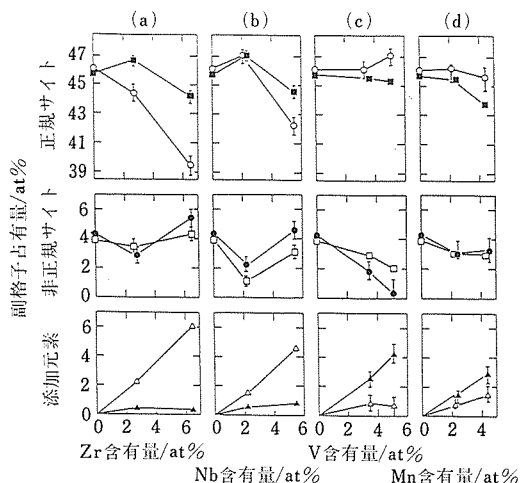 (a) (b) (c) (d)
副格子占有量/at%
正規サイト
47
45
43
41
39
非正規サイト
6
4
2
0
添加元素
6
4
2
0
0 2 4 6 0 2 4 6 0 2 4 6 0 2 4
Zr含有量/at% V含有量/at%
Nb含有量/at% Mn含有量/at%